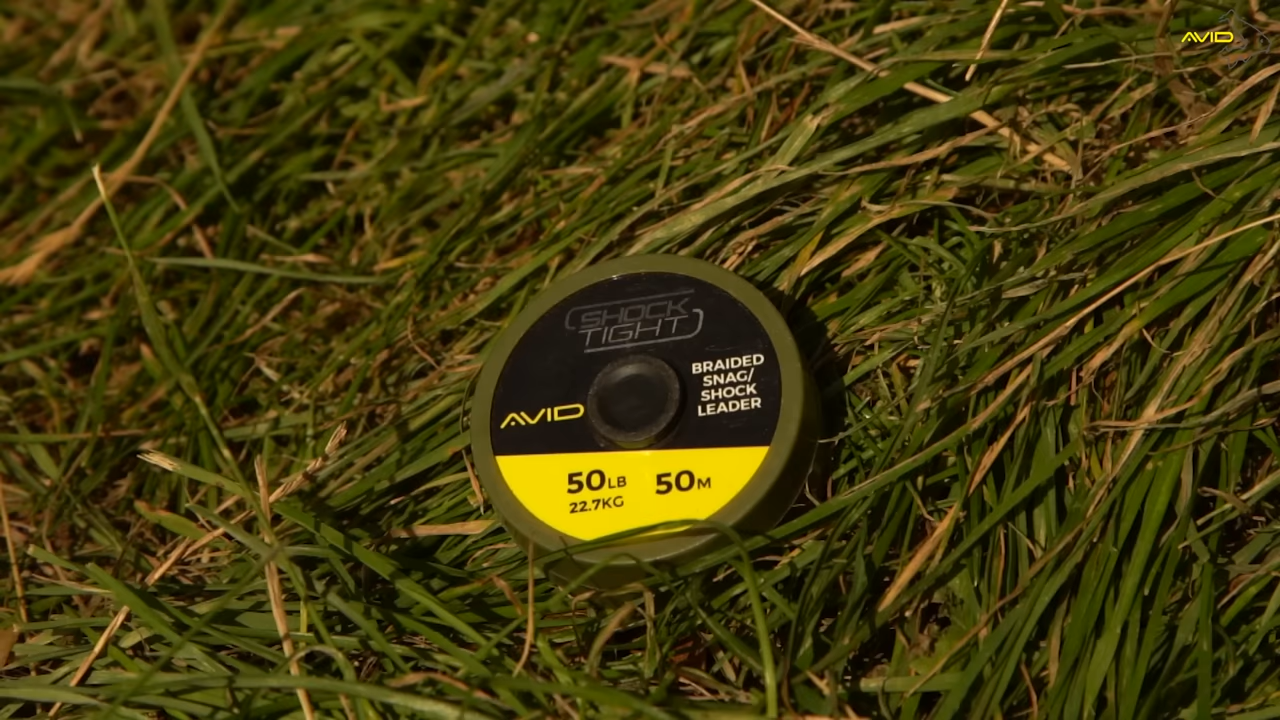 AVID
SHOCK
TIGHT
BRAIDED
SNAG/
SHOCK
LEADER
AVID
50LB 50M
22.7KG